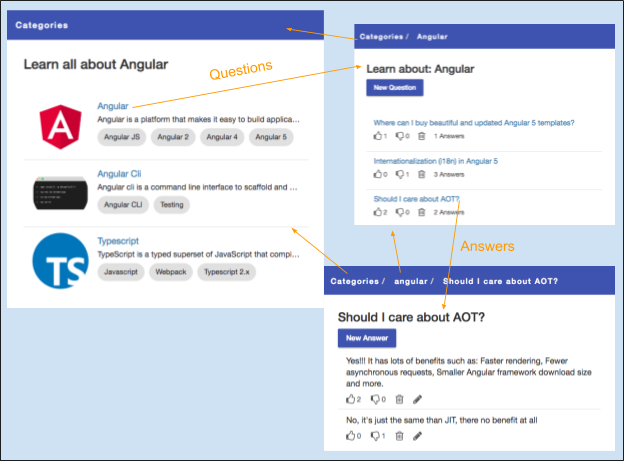 Categories
Learn all about Angular
Angular
Angular is a platform that makes it easy to build applica...
Angular JS
Angular 2
Angular 4
Angular 5
Angular Cli
Angular cli is a command line interface to scaffold and ...
Angular CLI
Testing
TS
Typescript
TypeScript is a typed superset of JavaScript that compi...
Javascript
Webpack
Typescript 2.x
Questions
Categories / Angular
Learn about: Angular
New Question
Where can I buy beautiful and updated Angular 5 templates?
1 0 1 Answers
Internationalization (i18n) in Angular 5
0 1 3 Answers
Should I care about AOT?
2 0 2 Answers
Answers
Categories / angular / Should I care about AOT?
Should I care about AOT?
New Answer
Yes!!! It has lots of benefits such as: Faster rendering, Fewer
asynchronous requests, Smaller Angular framework download size
and more.
2 0
No, it's just the same than JIT, there no benefit at all
0 1